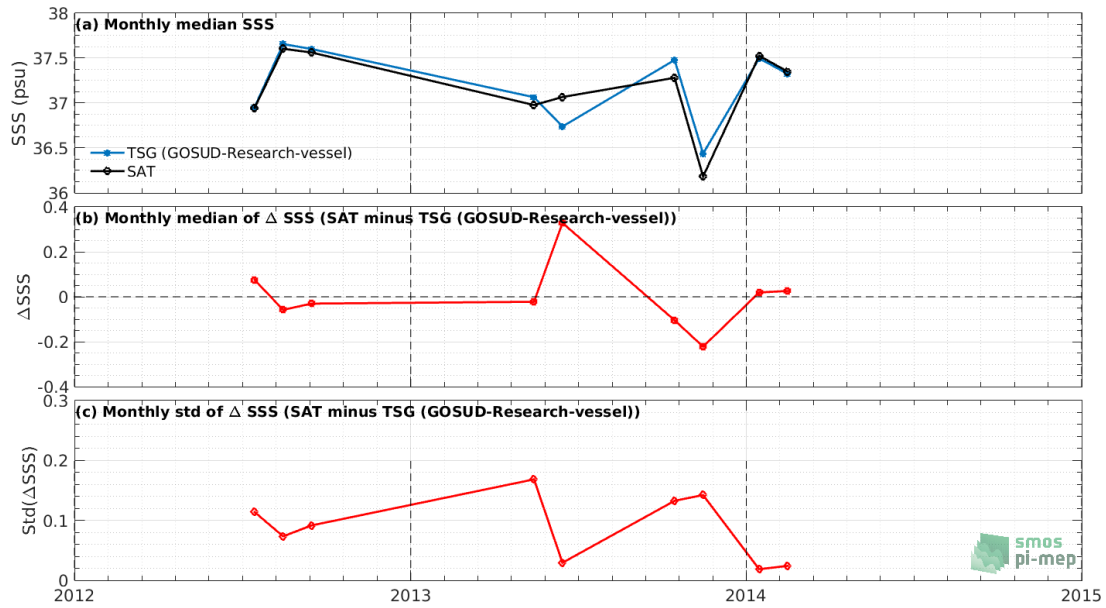 (a) Monthly median SSS
37.5
37
36.5
36
SSS (psu)
TSG (GOSUD-Research-vessel)
SAT
(b) Monthly median of Δ SSS (SAT minus TSG (GOSUD-Research-vessel))
0.4
0.2
0
-0.2
-0.4
ΔSSS
(c) Monthly std of Δ SSS (SAT minus TSG (GOSUD-Research-vessel))
0.3
0.2
0.1
0
Std(ΔSSS)
2012
2013
2014
2015
smos
pi-mep